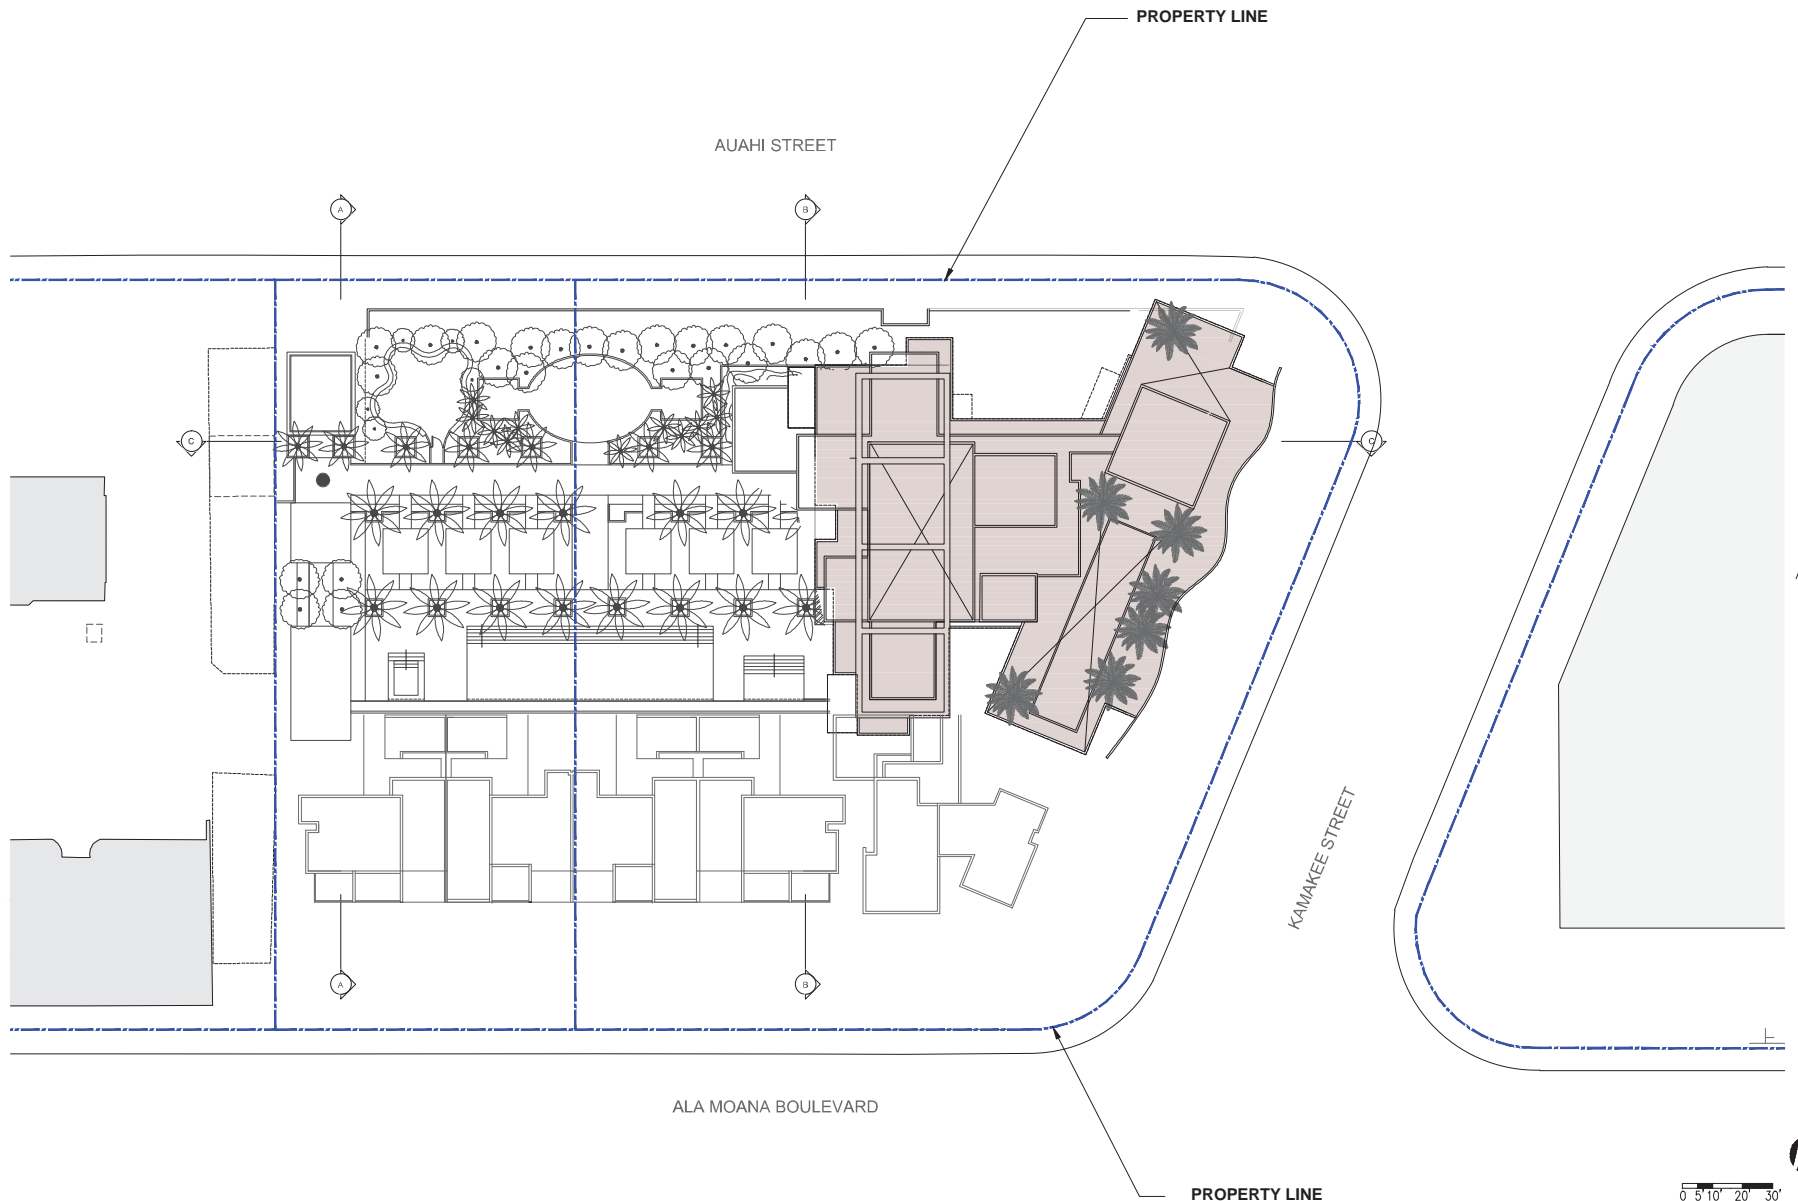 PROPERTY LINE
AUAHI STREET
A
B
C
C
KAMAKEE STREET
A
B
ALA MOANA BOULEVARD
PROPERTY LINE
0 5' 10' 20' 30'